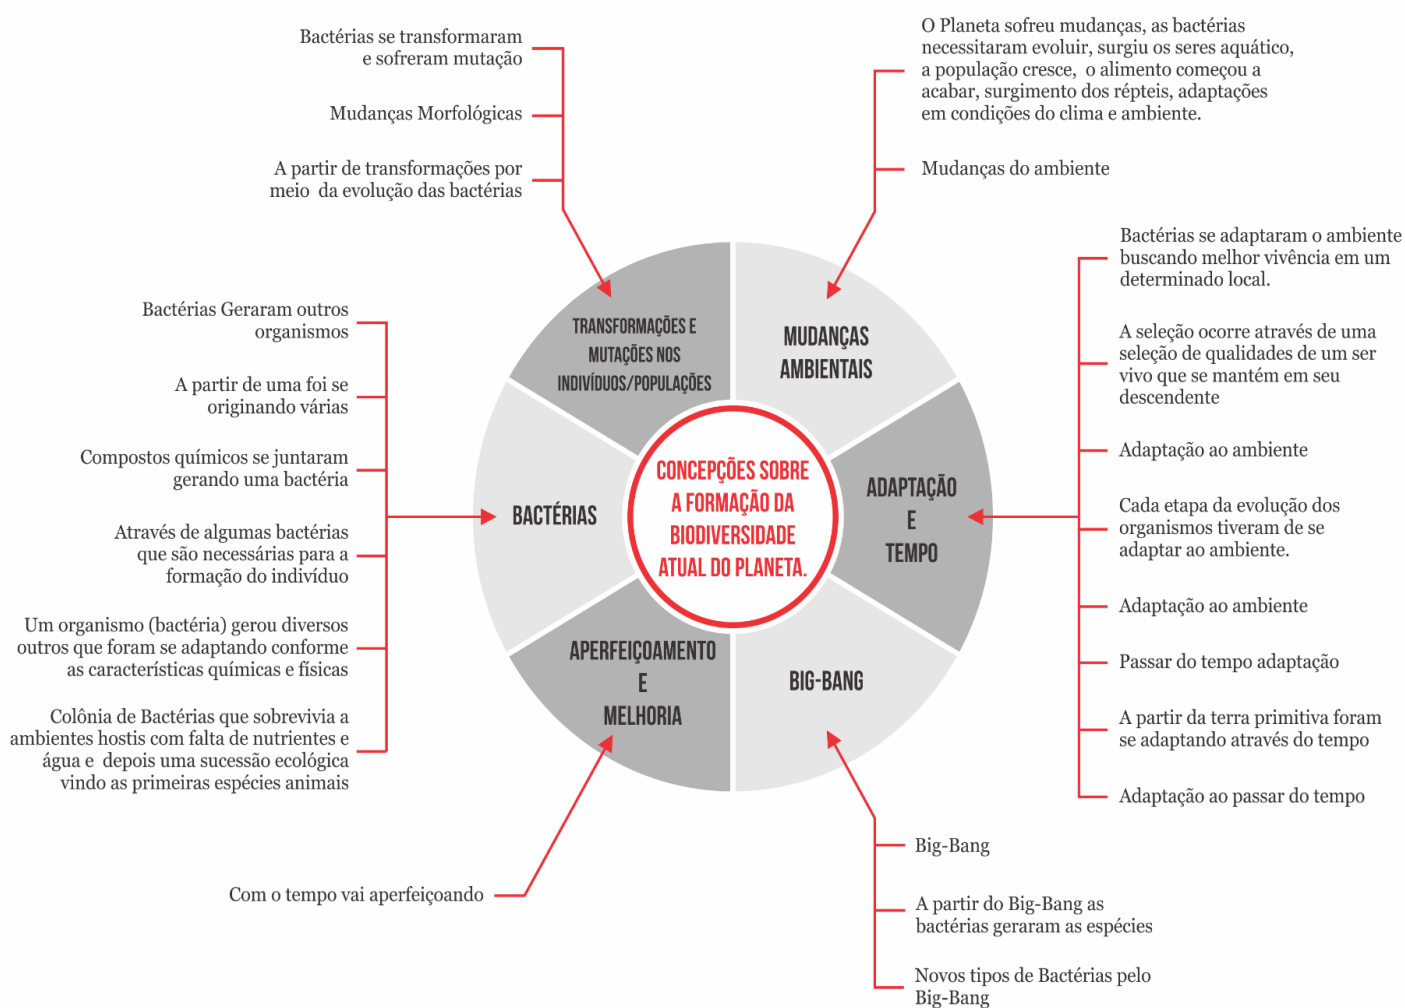 Bactérias se transformaram
e sofreram mutação
Mudanças Morfológicas
A partir de transformações por
meio da evolução das bactérias
O Planeta sofreu mudanças, as bactérias
necessitaram evoluir, surgiu os seres aquático,
a população cresce, o alimento começou a
acabar, surgimento dos répteis, adaptações
em condições do clima e ambiente.
Mudanças do ambiente
Bactérias Geraram outros
organismos
A partir de uma foi se
originando várias
Compostos químicos se juntaram
gerando uma bactéria
Através de algumas bactérias
que são necessárias para a
formação do indivíduo
Um organismo (bactéria) gerou diversos
outros que foram se adaptando conforme
as características químicas e físicas
Colônia de Bactérias que sobrevivia a
ambientes hostis com falta de nutrientes e
água e depois uma sucessão ecológica
vindo as primeiras espécies animais
TRANSFORMAÇÕES E
MUTAÇÕES NOS
INDIVÍDUOS/POPULAÇÕES
MUDANÇAS
AMBIENTAIS
BACTÉRIAS
CONCEPÇÕES SOBRE
A FORMAÇÃO DA
BIODIVERSIDADE
ATUAL DO PLANETA.
ADAPTAÇÃO
E
TEMPO
APERFEIÇOAMENTO
E
MELHORIA
BIG-BANG
Bactérias se adaptaram o ambiente
buscando melhor vivência em um
determinado local.
A seleção ocorre através de uma
seleção de qualidades de um ser
vivo que se mantém em seu
descendente
Adaptação ao ambiente
Cada etapa da evolução dos
organismos tiveram de se
adaptar ao ambiente.
Adaptação ao ambiente
Passar do tempo adaptação
A partir da terra primitiva foram
se adaptando através do tempo
Adaptação ao passar do tempo
Com o tempo vai aperfeiçoando
Big-Bang
A partir do Big-Bang as
bactérias geraram as espécies
Novos tipos de Bactérias pelo
Big-Bang